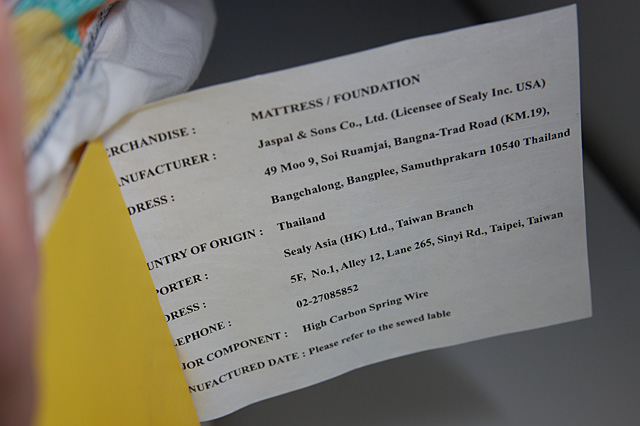 RCHANDISE : MATTRESS / FOUNDATION
NUFACTURER : Jaspal & Sons Co., Ltd. (Licensee of Sealy Inc. USA)
DRESS : 49 Moo 9, Soi Ruamjai, Bangna-Trad Road (KM.19),
Bangchalong, Bangplee, Samuthprakarn 10540 Thailand
UNTRY OF ORIGIN : Thailand
PORTER : Sealy Asia (HK) Ltd., Taiwan Branch
DRESS : 5F, No.1, Alley 12, Lane 265, Sinyi Rd., Taipei, Taiwan
LEPHONE : 02-27085852
JOR COMPONENT : High Carbon Spring Wire
NUFACTURED DATE : Please refer to the sewed lable